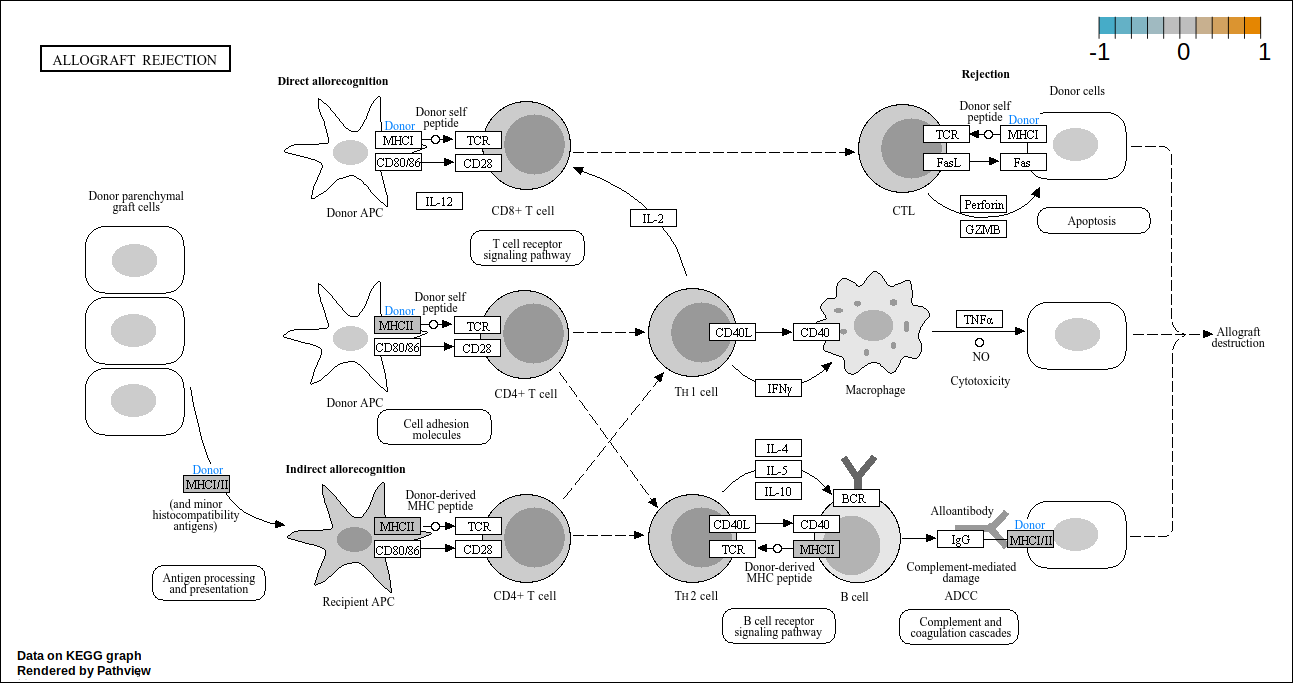 -1 0 1
ALLOGRAFT REJECTION
Direct allorecognition
Rejection
Donor cells
Donor self
peptide
Donor
MHCI
TCR
CD80/86
CD28
IL-12
Donor APC
CD8+ T cell
T cell receptor
signaling pathway
IL-2
Donor self
peptide
Donor
TCR
MHCI
FasL
Fas
CTL
Perforin
GZMB
Apoptosis
Donor parenchymal
graft cells
Donor self
peptide
Donor
MHCII
TCR
CD80/86
CD28
Donor APC
CD4+ T cell
Cell adhesion
molecules
CD40L
CD40
TH1 cell
IFNγ
Macrophage
TNFα
NO
Cytotoxicity
Allograft
destruction
Indirect allorecognition
Donor
MHCI/II
(and minor
histocompatibility
antigens)
Antigen processing
and presentation
Donor-derived
MHC peptide
MHCII
TCR
CD80/86
CD28
Recipient APC
CD4+ T cell
IL-4
IL-5
IL-10
BCR
CD40L
CD40
TCR
MHCII
Donor-derived
MHC peptide
TH2 cell
B cell
B cell receptor
signaling pathway
Alloantibody
IgG
Donor
MHCI/II
Complement-mediated
damage
ADCC
Complement and
coagulation cascades
Data on KEGG graph
Rendered by Pathview